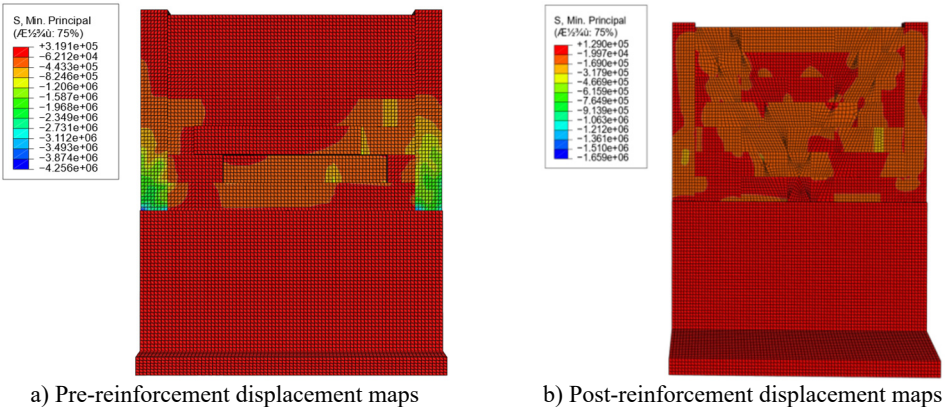 S, Min. Principal
(Æ½¾ù: 75%)
+3.191e+05
−6.212e+04
−4.433e+05
−8.246e+05
−1.206e+06
−1.587e+06
−1.968e+06
−2.349e+06
−2.731e+06
−3.112e+06
−3.493e+06
−3.874e+06
−4.256e+06
S, Min. Principal
(Æ½¾ù: 75%)
+1.290e+05
−1.997e+04
−1.690e+05
−3.179e+05
−4.669e+05
−6.159e+05
−7.649e+05
−9.139e+05
−1.063e+06
−1.212e+06
−1.361e+06
−1.510e+06
−1.659e+06
a) Pre-reinforcement displacement maps
b) Post-reinforcement displacement maps